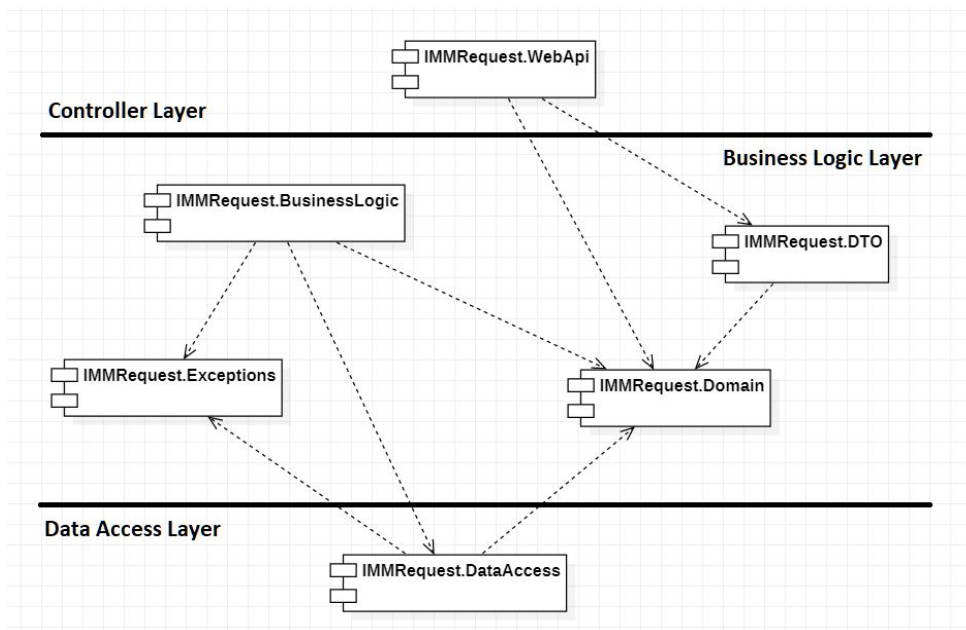 IMMRequest.WebApi
Controller Layer
Business Logic Layer
IMMRequest.BusinessLogic
IMMRequest.DTO
IMMRequest.Exceptions
IMMRequest.Domain
Data Access Layer
IMMRequest.DataAccess